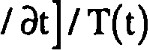 / ∂t] / T(t)